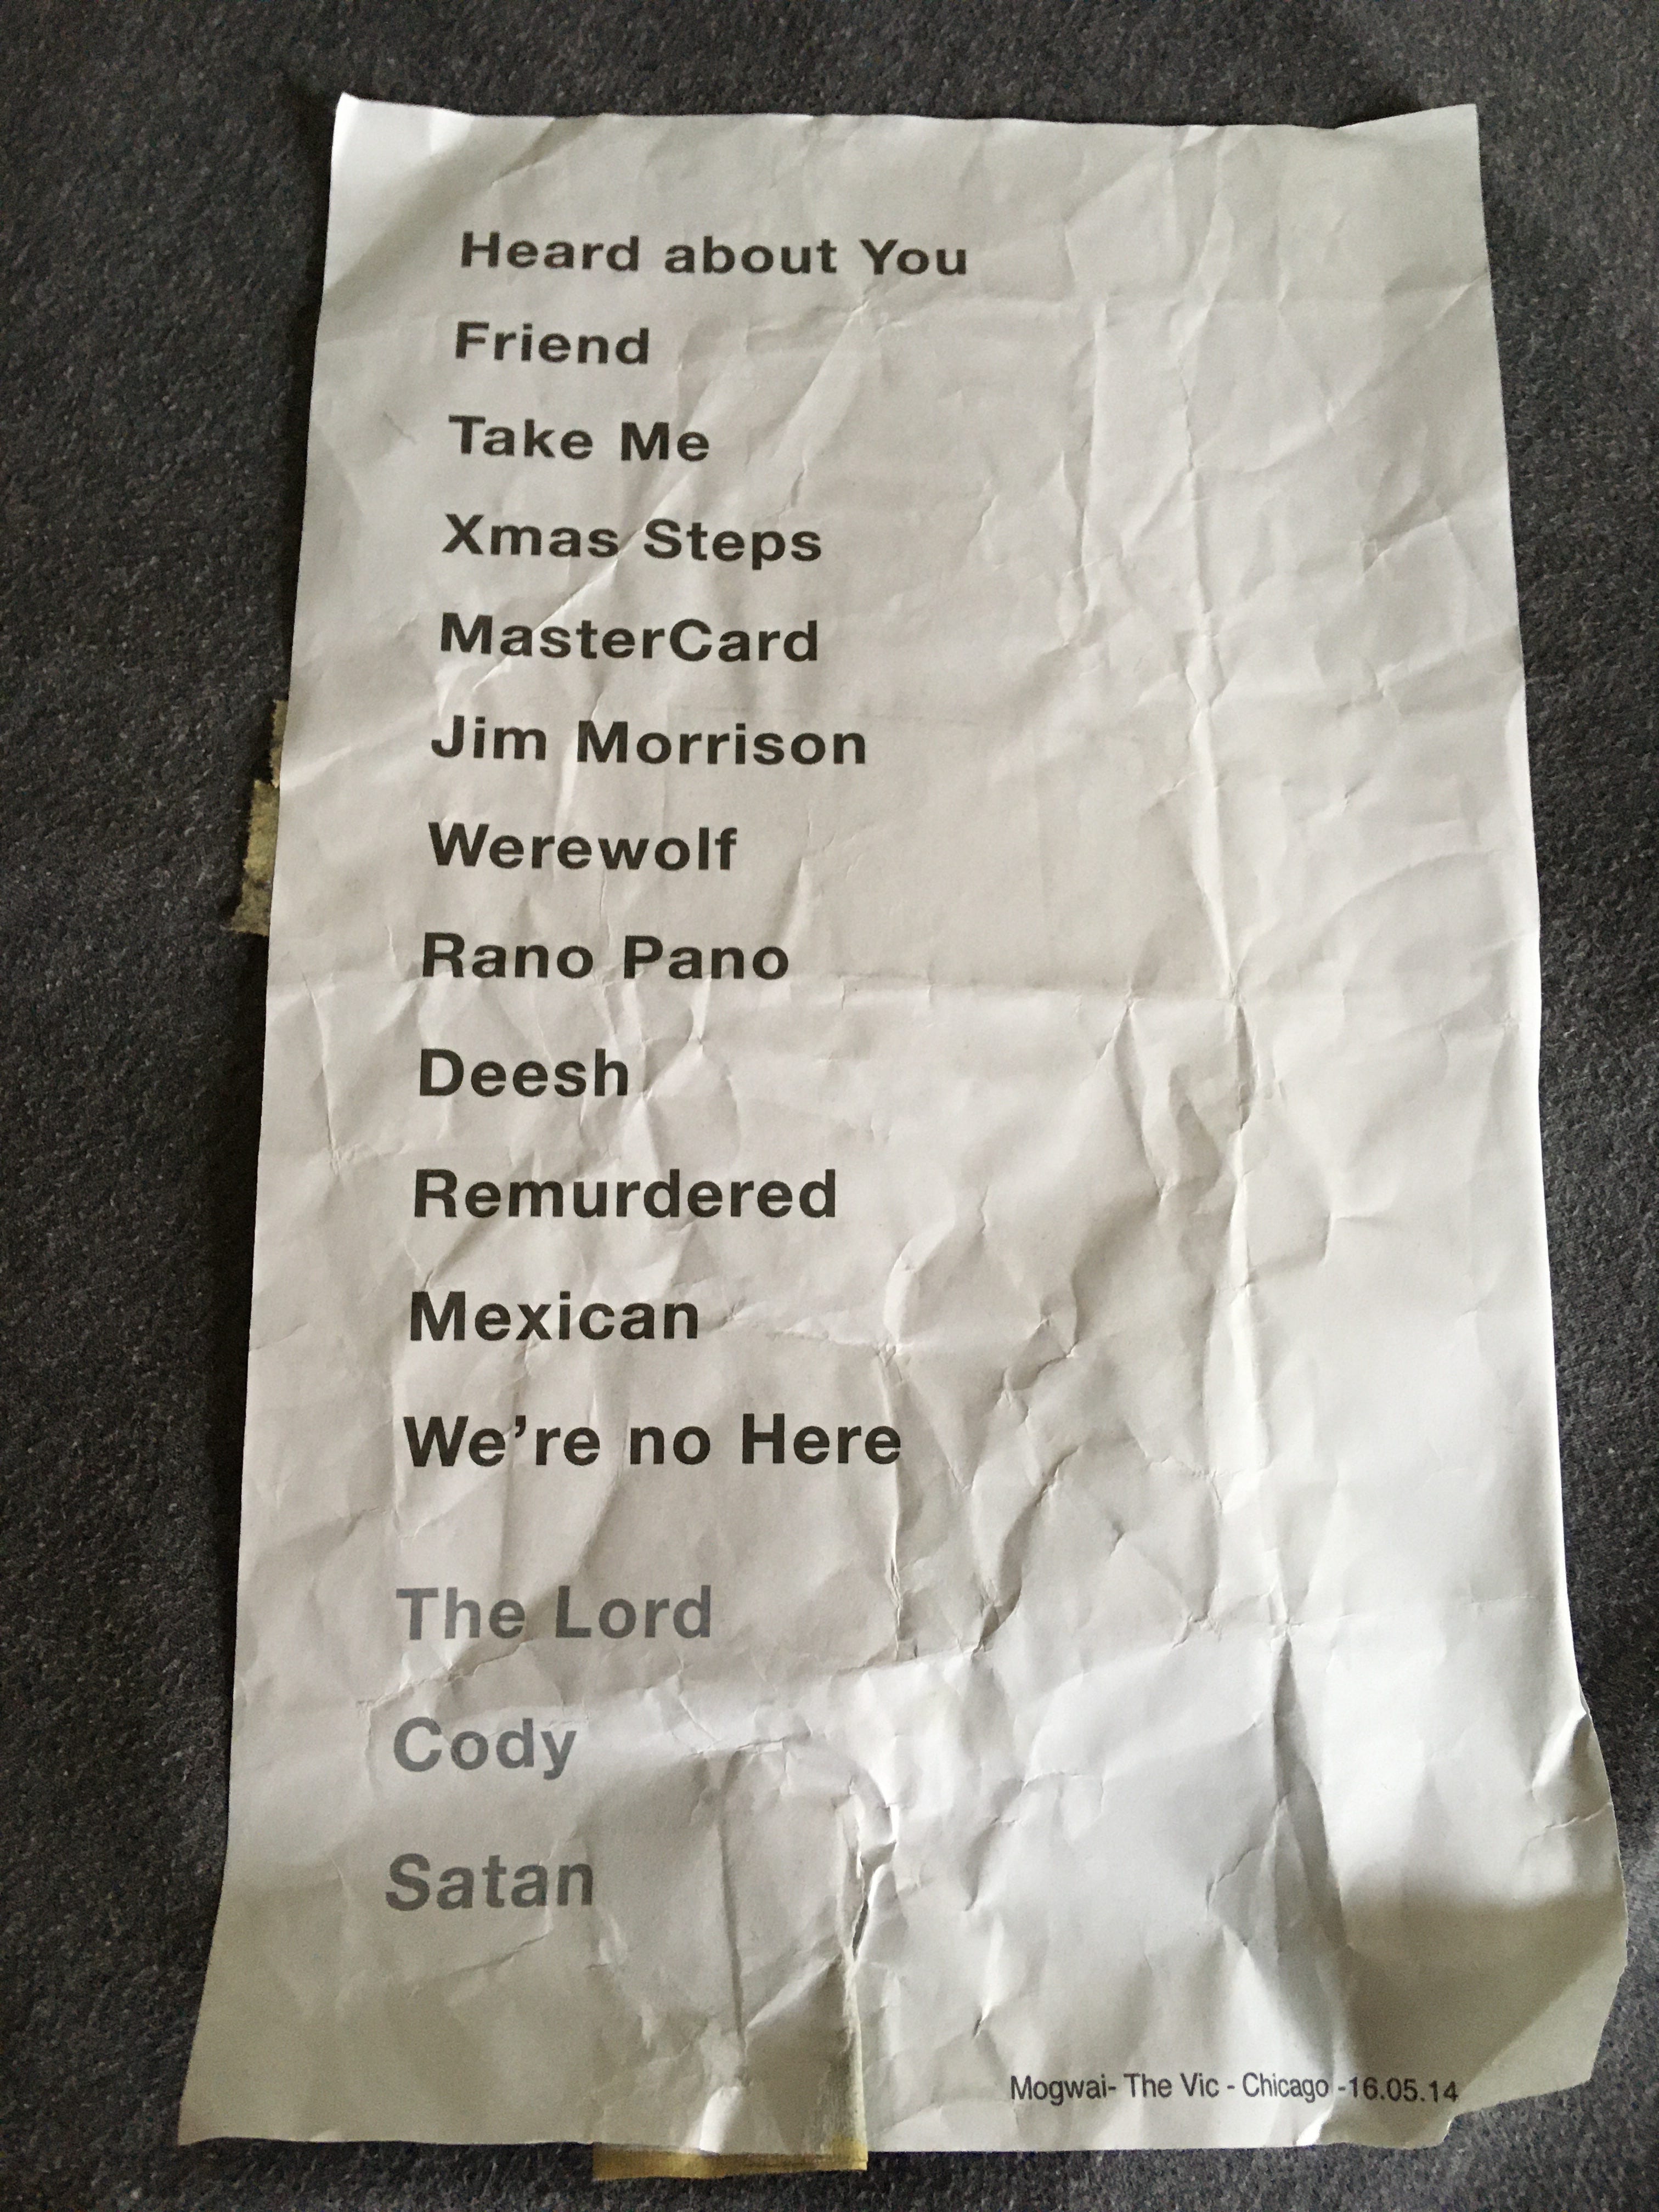 Heard about You
Friend
Take Me
Xmas Steps
MasterCard
Jim Morrison
Werewolf
Rano Pano
Deesh
Remurdered
Mexican
We’re no Here
The Lord
Cody
Satan
Mogwai- The Vic - Chicago -16.05.14